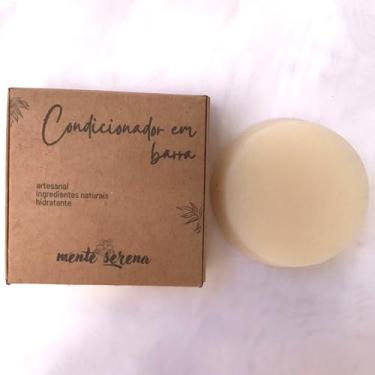 Condicionador em
barra
artesanal
ingredientes naturais
hidratante
mente serena